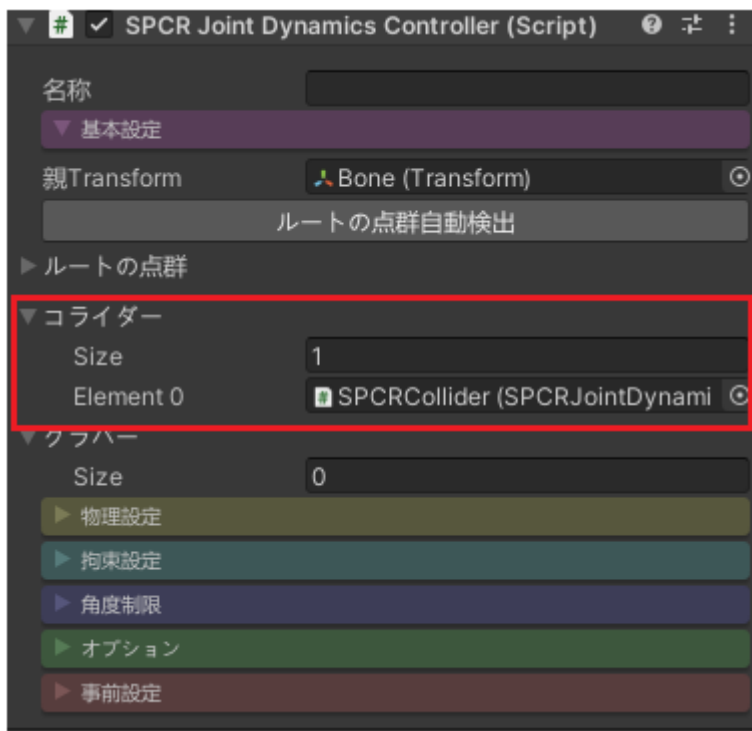 # SPCR Joint Dynamics Controller (Script)
名称
基本設定
親Transform Bone (Transform)
ルートの点群自動検出
ルートの点群
コライダー
Size 1
Element 0 # SPCRCollider (SPCRJointDynami
グラバー
Size 0
物理設定
拘束設定
角度制限
オプション
事前設定